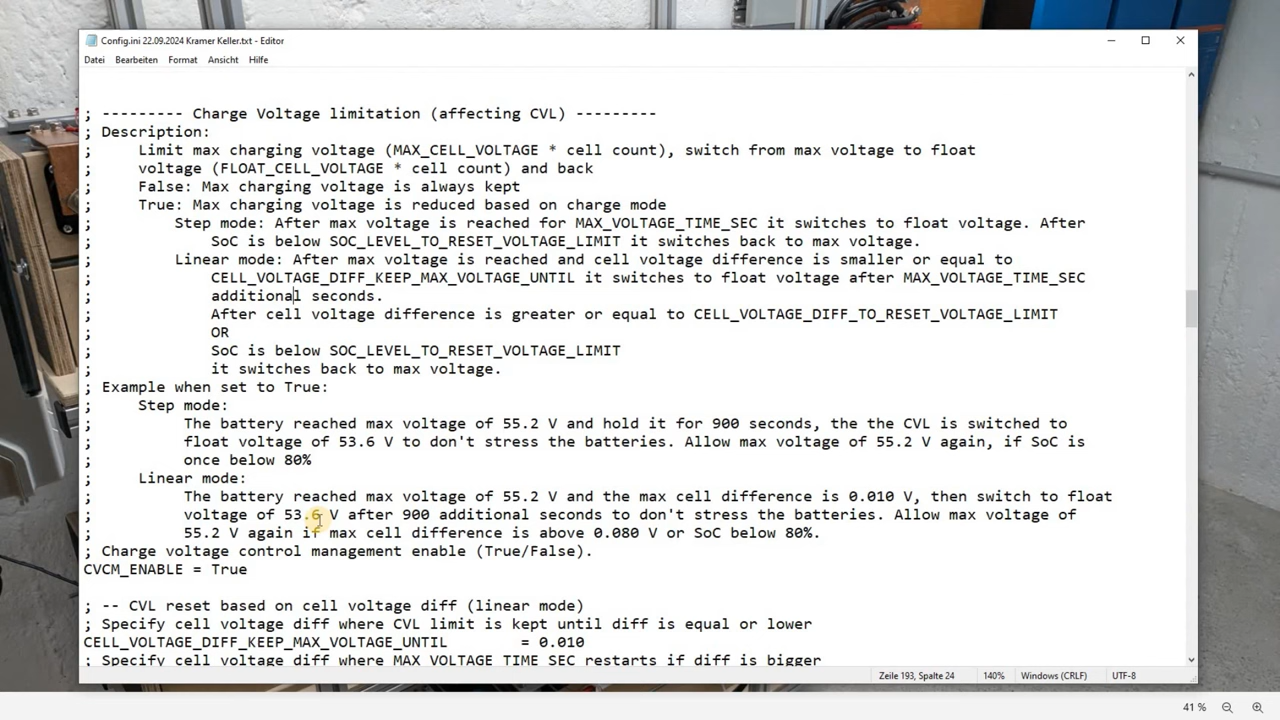 Config.ini 22.09.2024 Kramer Keller.txt - Editor
Datei Bearbeiten Format Ansicht Hilfe
; --------- Charge Voltage limitation (affecting CVL) ---------
; Description:
; Limit max charging voltage (MAX_CELL_VOLTAGE * cell count), switch from max voltage to float
; voltage (FLOAT_CELL_VOLTAGE * cell count) and back
; False: Max charging voltage is always kept
; True: Max charging voltage is reduced based on charge mode
; Step mode: After max voltage is reached for MAX_VOLTAGE_TIME_SEC it switches to float voltage. After
; SoC is below SOC_LEVEL_TO_RESET_VOLTAGE_LIMIT it switches back to max voltage.
; Linear mode: After max voltage is reached and cell voltage difference is smaller or equal to
; CELL_VOLTAGE_DIFF_KEEP_MAX_VOLTAGE_UNTIL it switches to float voltage after MAX_VOLTAGE_TIME_SEC
; additional seconds.
; After cell voltage difference is greater or equal to CELL_VOLTAGE_DIFF_TO_RESET_VOLTAGE_LIMIT
; OR
; SoC is below SOC_LEVEL_TO_RESET_VOLTAGE_LIMIT
; it switches back to max voltage.
; Example when set to True:
; Step mode:
; The battery reached max voltage of 55.2 V and hold it for 900 seconds, the the CVL is switched to
; float voltage of 53.6 V to don't stress the batteries. Allow max voltage of 55.2 V again, if SoC is
; once below 80%
; Linear mode:
; The battery reached max voltage of 55.2 V and the max cell difference is 0.010 V, then switch to float
; voltage of 53.6 V after 900 additional seconds to don't stress the batteries. Allow max voltage of
; 55.2 V again if max cell difference is above 0.080 V or SoC below 80%.
; Charge voltage control management enable (True/False).
CVCM_ENABLE = True
; -- CVL reset based on cell voltage diff (linear mode)
; Specify cell voltage diff where CVL limit is kept until diff is equal or lower
CELL_VOLTAGE_DIFF_KEEP_MAX_VOLTAGE_UNTIL = 0.010
; Specify cell voltage diff where MAX_VOLTAGE_TIME_SEC restarts if diff is bigger
Zeile 193, Spalte 24 140% Windows (CRLF) UTF-8
41 %